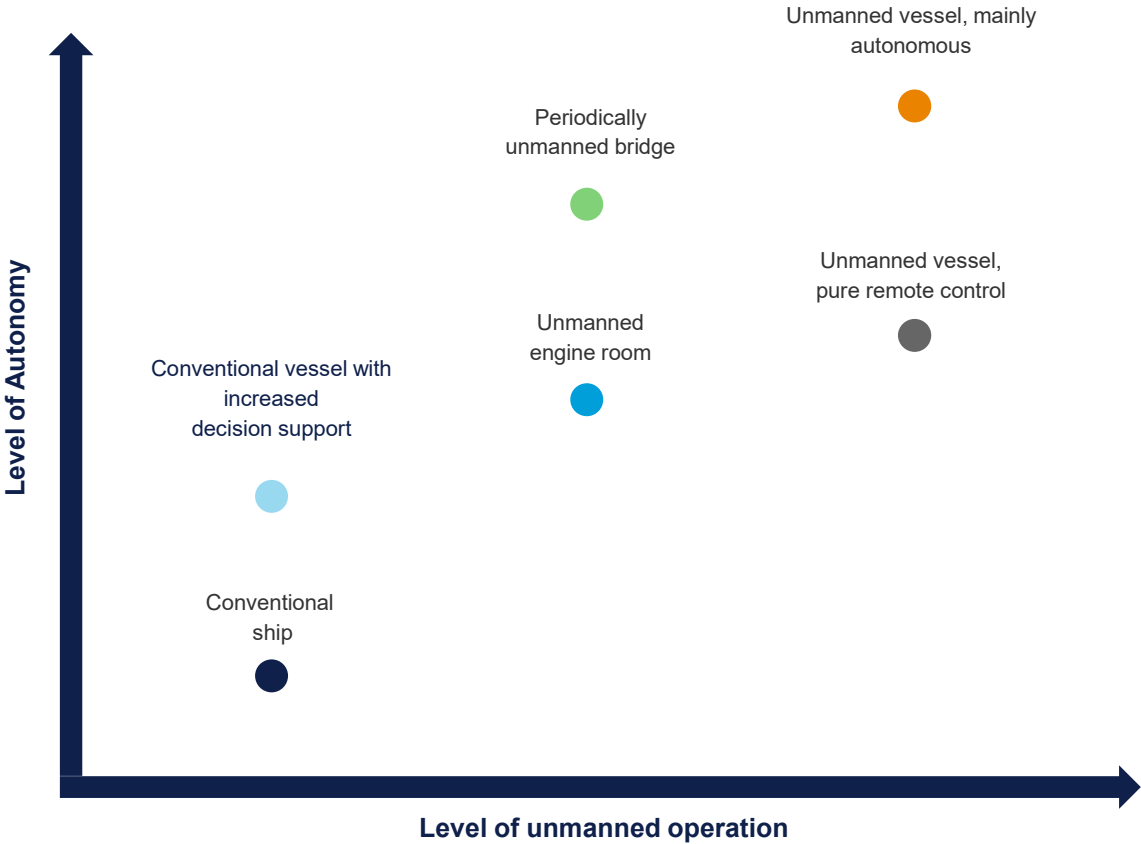 Unmanned vessel, mainly
autonomous
Periodically
unmanned bridge
Unmanned vessel,
pure remote control
Unmanned
engine room
Conventional vessel with
increased
decision support
Conventional
ship
Level of Autonomy
Level of unmanned operation